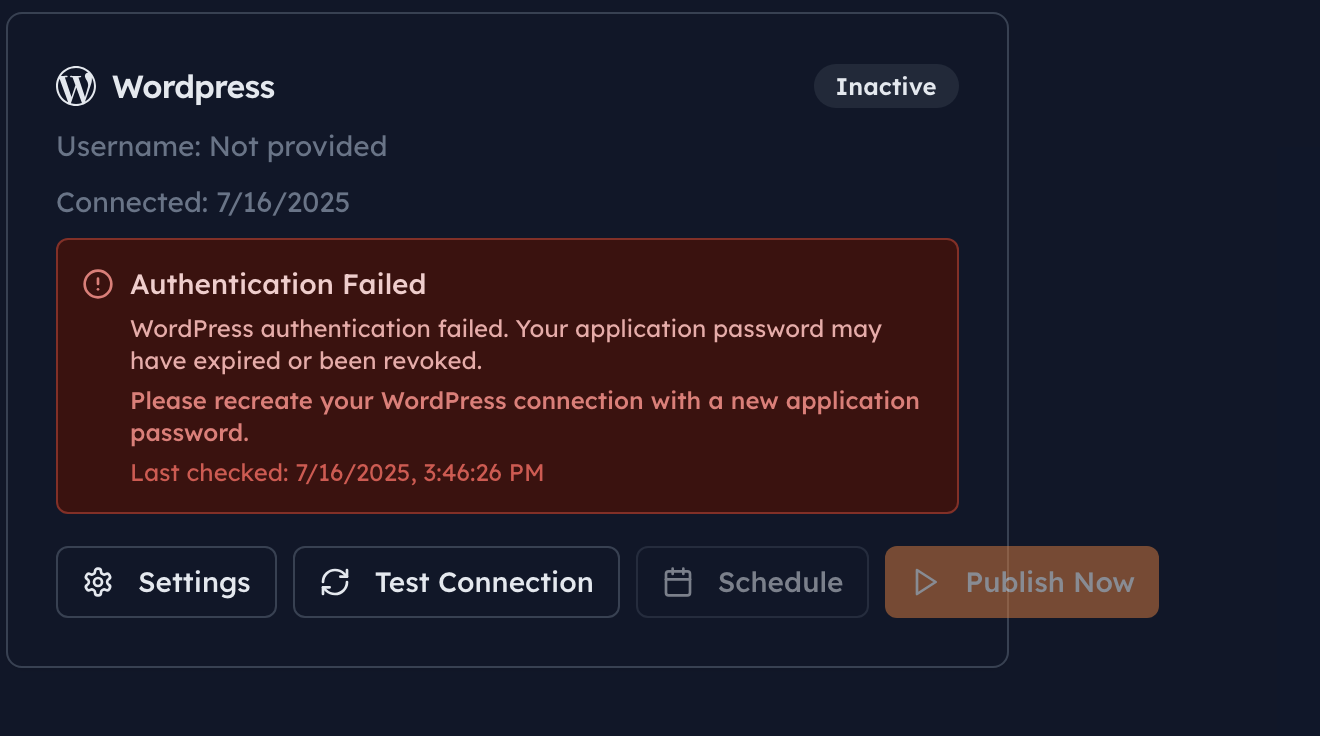 Wordpress
Inactive
Username: Not provided
Connected: 7/16/2025
Authentication Failed
WordPress authentication failed. Your application password may
have expired or been revoked.
Please recreate your WordPress connection with a new application
password.
Last checked: 7/16/2025, 3:46:26 PM
Settings
Test Connection
Schedule
Publish Now